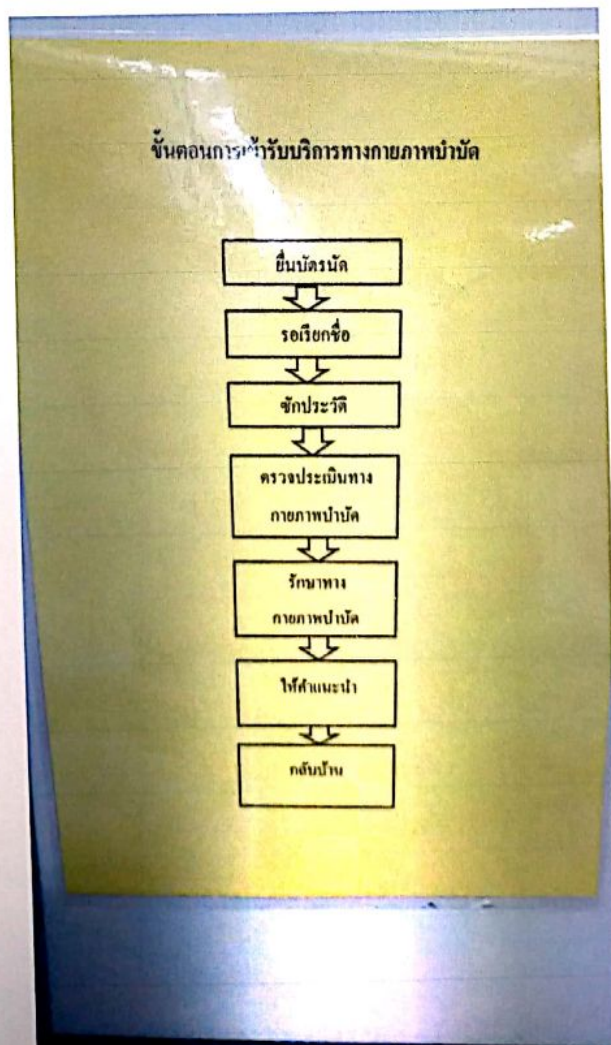 ขั้นตอนการเข้ารับบริการทางกายภาพบำบัด
ยื่นบัตรนัด
รอเรียกชื่อ
ซักประวัติ
ตรวจประเมินทาง
กายภาพบำบัด
รักษาทาง
กายภาพบำบัด
ให้คำแนะนำ
กลับบ้าน